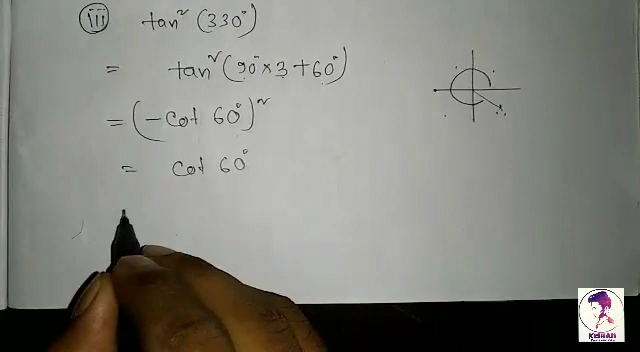 iii tan² (330°)
= tan² (90° × 3 + 60°)
= (-cot 60°)²
= cot 60°